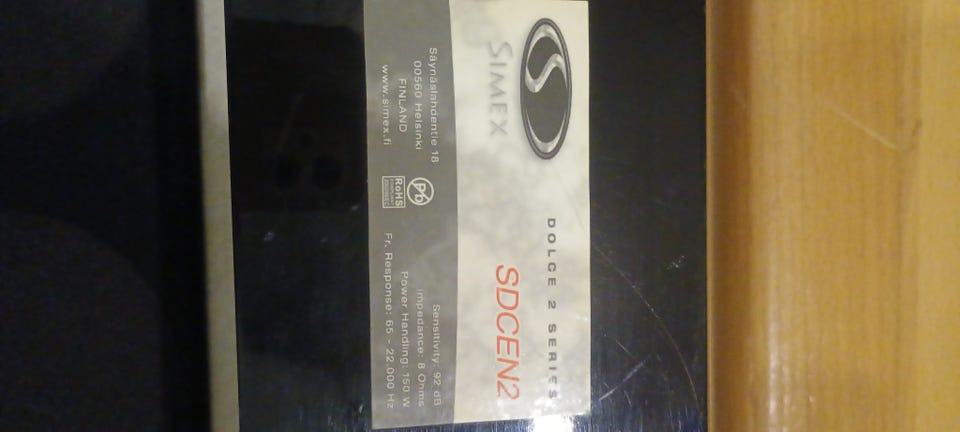 SIMEX
DOLCE 2 SERIES
SDCEN2
Säynäslahdentie 18
00560 Helsinki
FINLAND
www.simex.fi
Pb
RoHS
Sensitivity: 92 dB
Impedance: 8 Ohms
Power Handling: 150 W
Fr. Response: 65 - 22.000 Hz